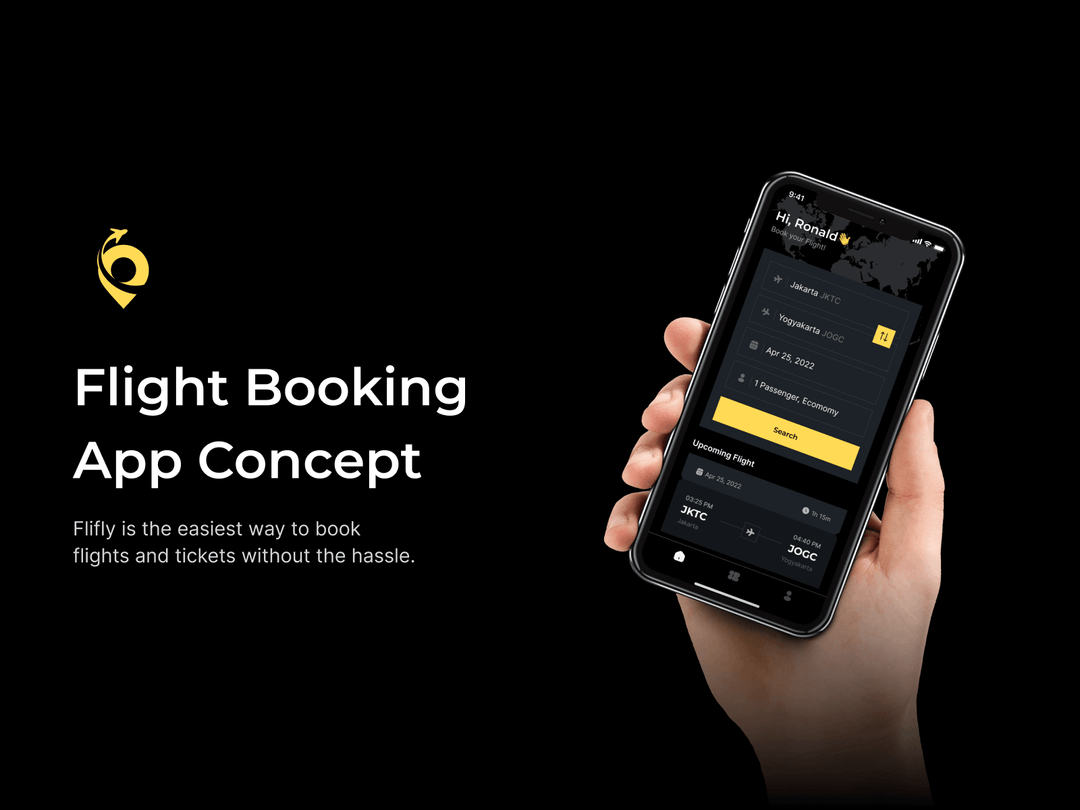 Flight Booking
App Concept
Flifly is the easiest way to book
flights and tickets without the hassle.
9:41
Hi, Ronald👋
Book your Flight!
Jakarta JKTC
Yogyakarta JOGC
Apr 25, 2022
1 Passenger, Ecomomy
Search
Upcoming Flight
Apr 25, 2022
1h 15m
03:25 PM
JKTC
Jakarta
04:40 PM
JOGC
Yogyakarta